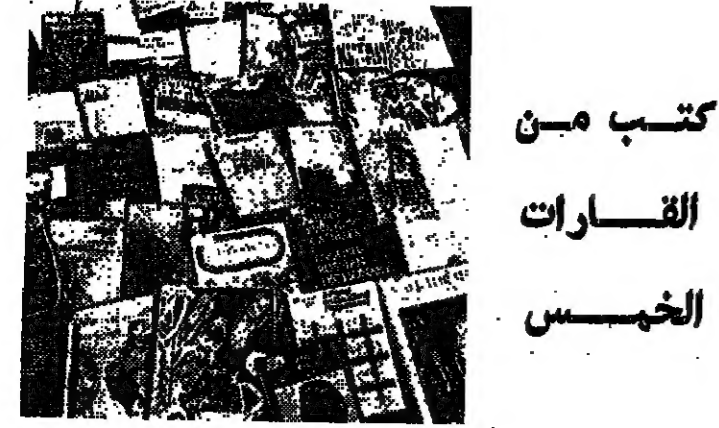 كتب من
القارات
الخمس